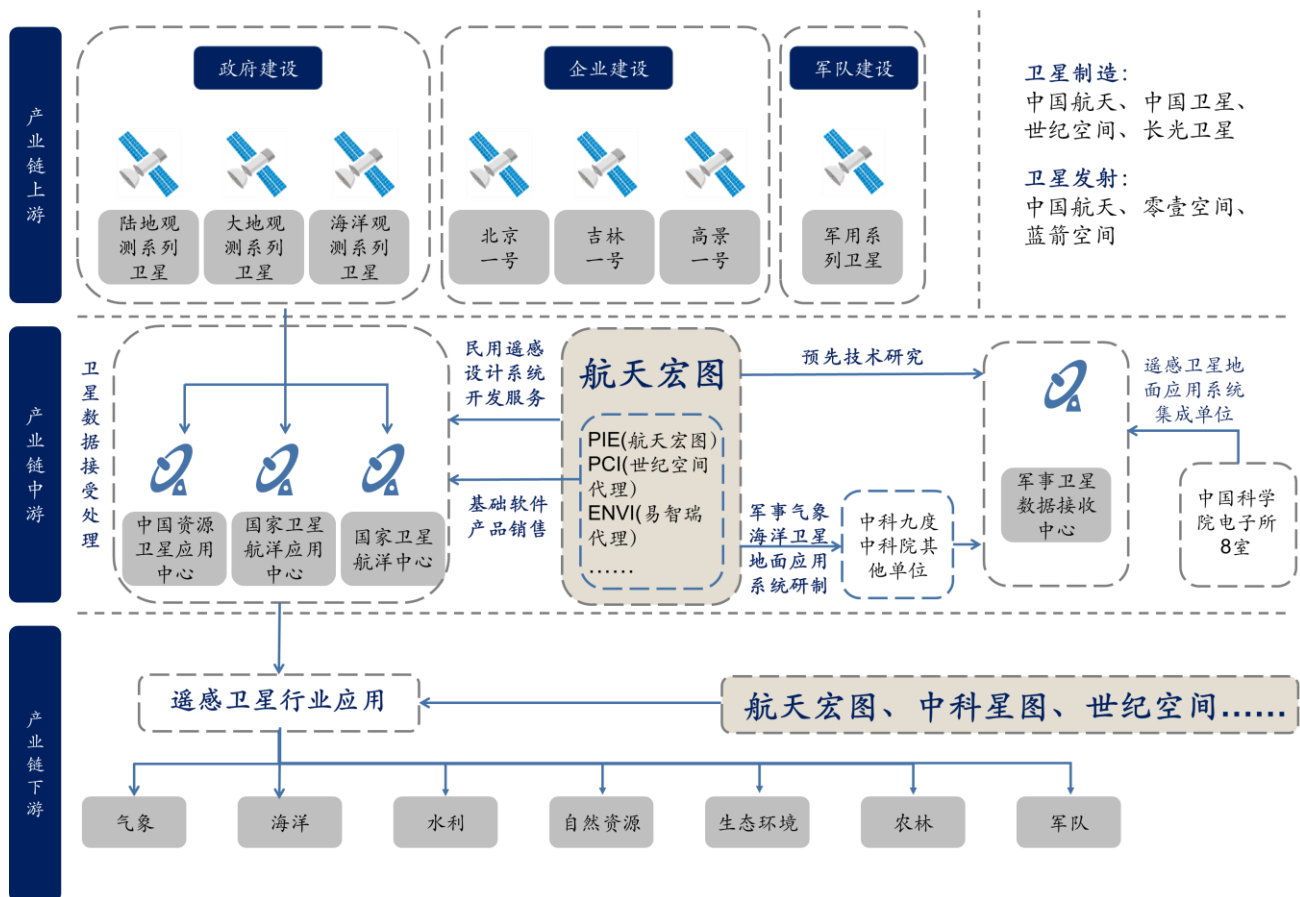 产
业
链
上
游
政府建设
陆地观
测系列
卫星
大地观
测系列
卫星
海洋观
测系列
卫星
企业建设
北京
一号
吉林
一号
高景
一号
军队建设
军用系
列卫星
卫星制造:
中国航天、中国卫星、
世纪空间、长光卫星
卫星发射:
中国航天、零壹空间、
蓝箭空间
产
业
链
中
游
卫
星
数
据
接
受
处
理
中国资源
卫星应用
中心
国家卫星
航洋应用
中心
国家卫星
航洋中心
民用遥感
设计系统
开发服务
基础软件
产品销售
航天宏图
PIE(航天宏图)
PCI(世纪空间
代理)
ENVI(易智瑞
代理)
……
预先技术研究
军事气象
海洋卫星
地面应用
系统研制
中科九度
中科院其
他单位
军事卫星
数据接收
中心
遥感卫星地
面应用系统
集成单位
中国科学
院电子所
8室
产
业
链
下
游
遥感卫星行业应用
航天宏图、中科星图、世纪空间……
气象
海洋
水利
自然资源
生态环境
农林
军队